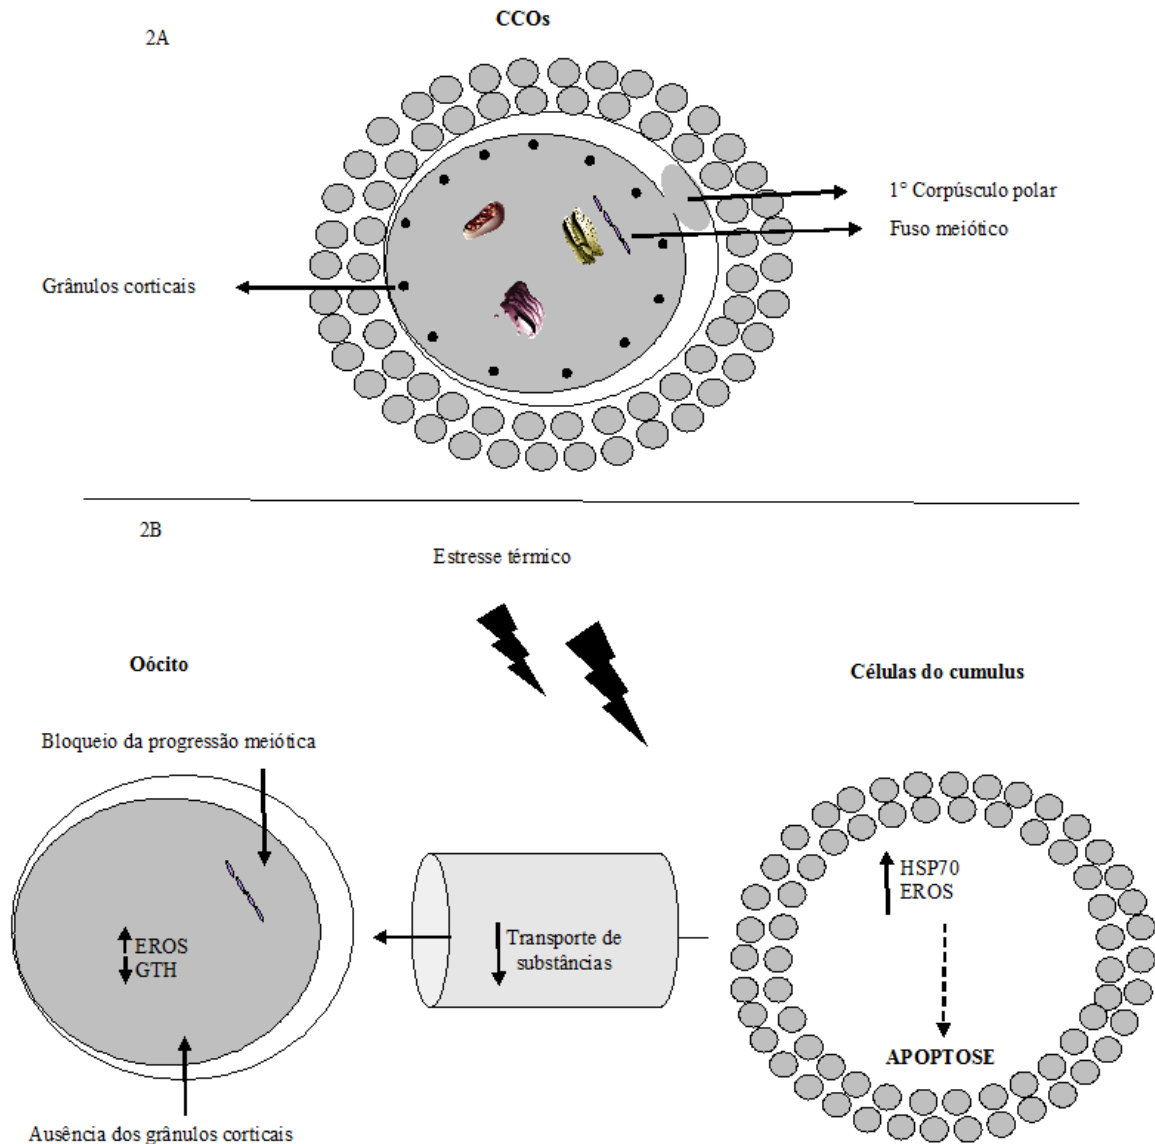 CCOs
2A
1° Corpúsculo polar
Fuso meiótico
Grânulos corticais
2B
Estresse térmico
Oócito
Células do cumulus
Bloqueio da progressão meiótica
HSP70
EROS
Transporte de
substâncias
EROS
GTH
APOPTOSE
Ausência dos grânulos corticais